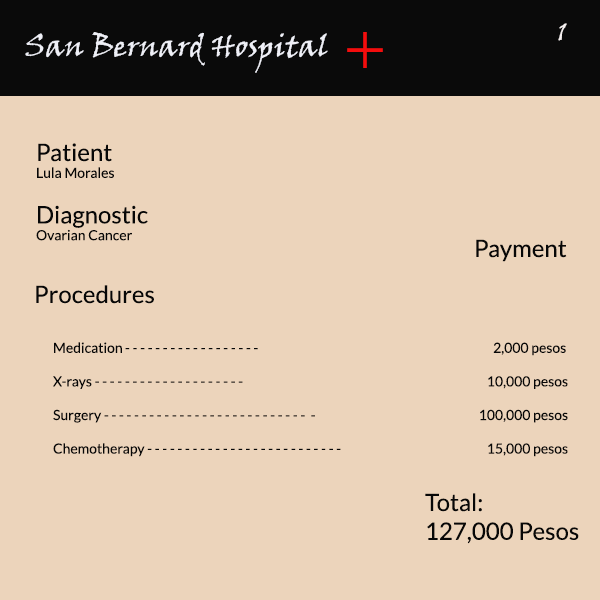 San Bernard Hospital
1
Patient
Lula Morales
Diagnostic
Ovarian Cancer
Payment
Procedures
Medication - - - - - - - - - - - - - - - - - - 2,000 pesos
X-rays - - - - - - - - - - - - - - - - - - - - 10,000 pesos
Surgery - - - - - - - - - - - - - - - - - - - - - - - - - - - - 100,000 pesos
Chemotherapy - - - - - - - - - - - - - - - - - - - - - - - - - - 15,000 pesos
Total:
127,000 Pesos